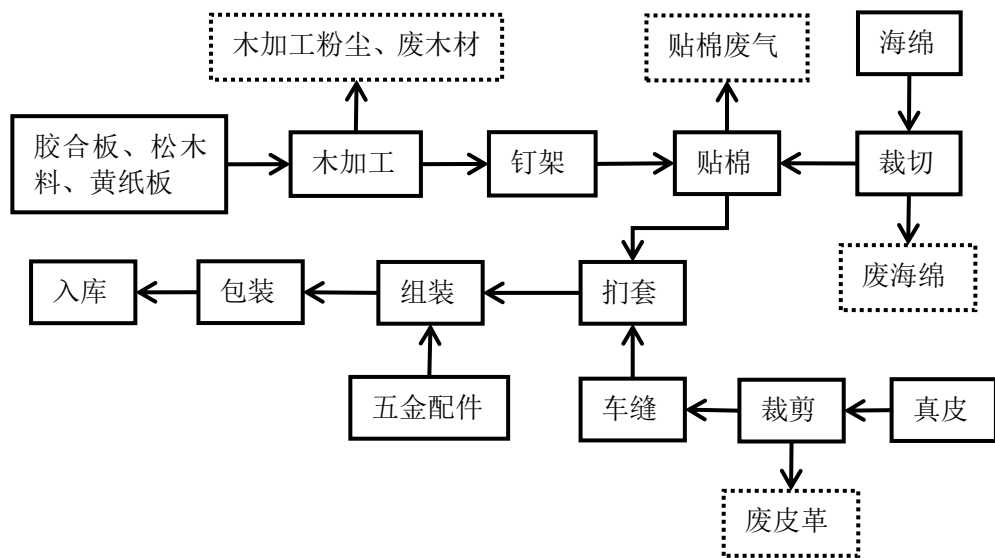 木加工粉尘、废木材
贴棉废气
海绵
胶合板、松木
料、黄纸板
木加工
钉架
贴棉
裁切
入库
包装
组装
扪套
废海绵
五金配件
车缝
裁剪
真皮
废皮革